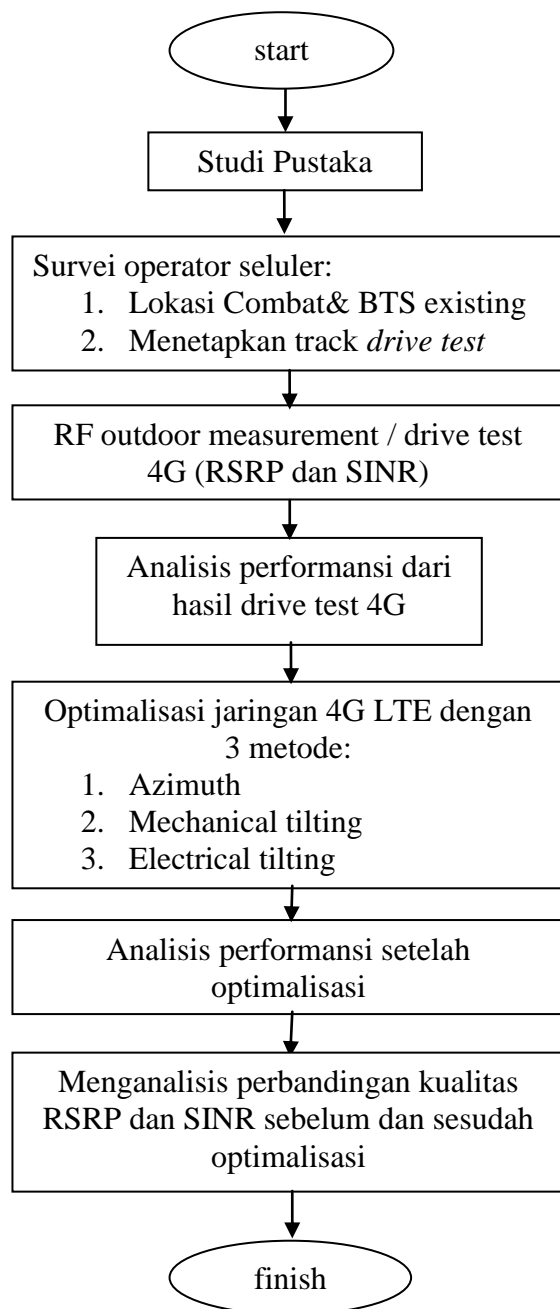 start
Studi Pustaka
Survei operator seluler:
1. Lokasi Combat& BTS existing
2. Menetapkan track drive test
RF outdoor measurement / drive test
4G (RSRP dan SINR)
Analisis performansi dari
hasil drive test 4G
Optimalisasi jaringan 4G LTE dengan
3 metode:
1. Azimuth
2. Mechanical tilting
3. Electrical tilting
Analisis performansi setelah
optimalisasi
Menganalisis perbandingan kualitas
RSRP dan SINR sebelum dan sesudah
optimalisasi
finish